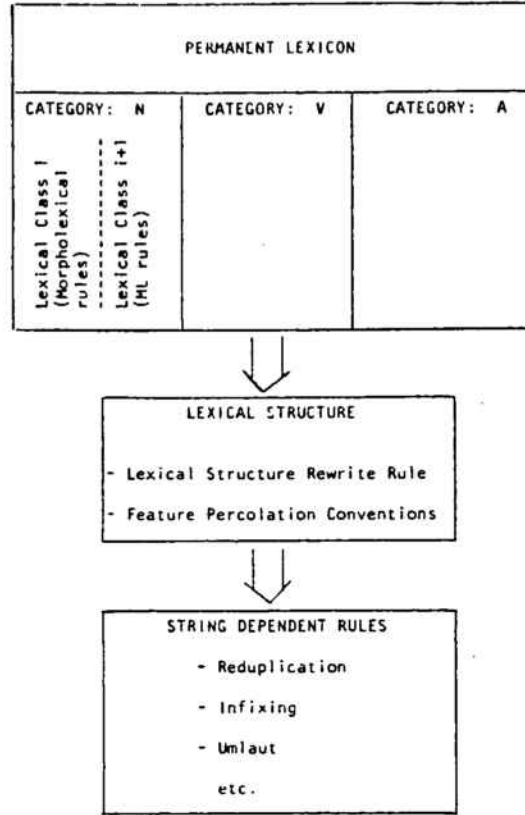 PERMANENT LEXICON
CATEGORY: N
CATEGORY: V
CATEGORY: A
Lexical Class i
(Morpholexical
rules)
Lexical Class i+1
(ML rules)
LEXICAL STRUCTURE
- Lexical Structure Rewrite Rule
- Feature Percolation Conventions
STRING DEPENDENT RULES
- Reduplication
- Infixing
- Umlaut
etc.